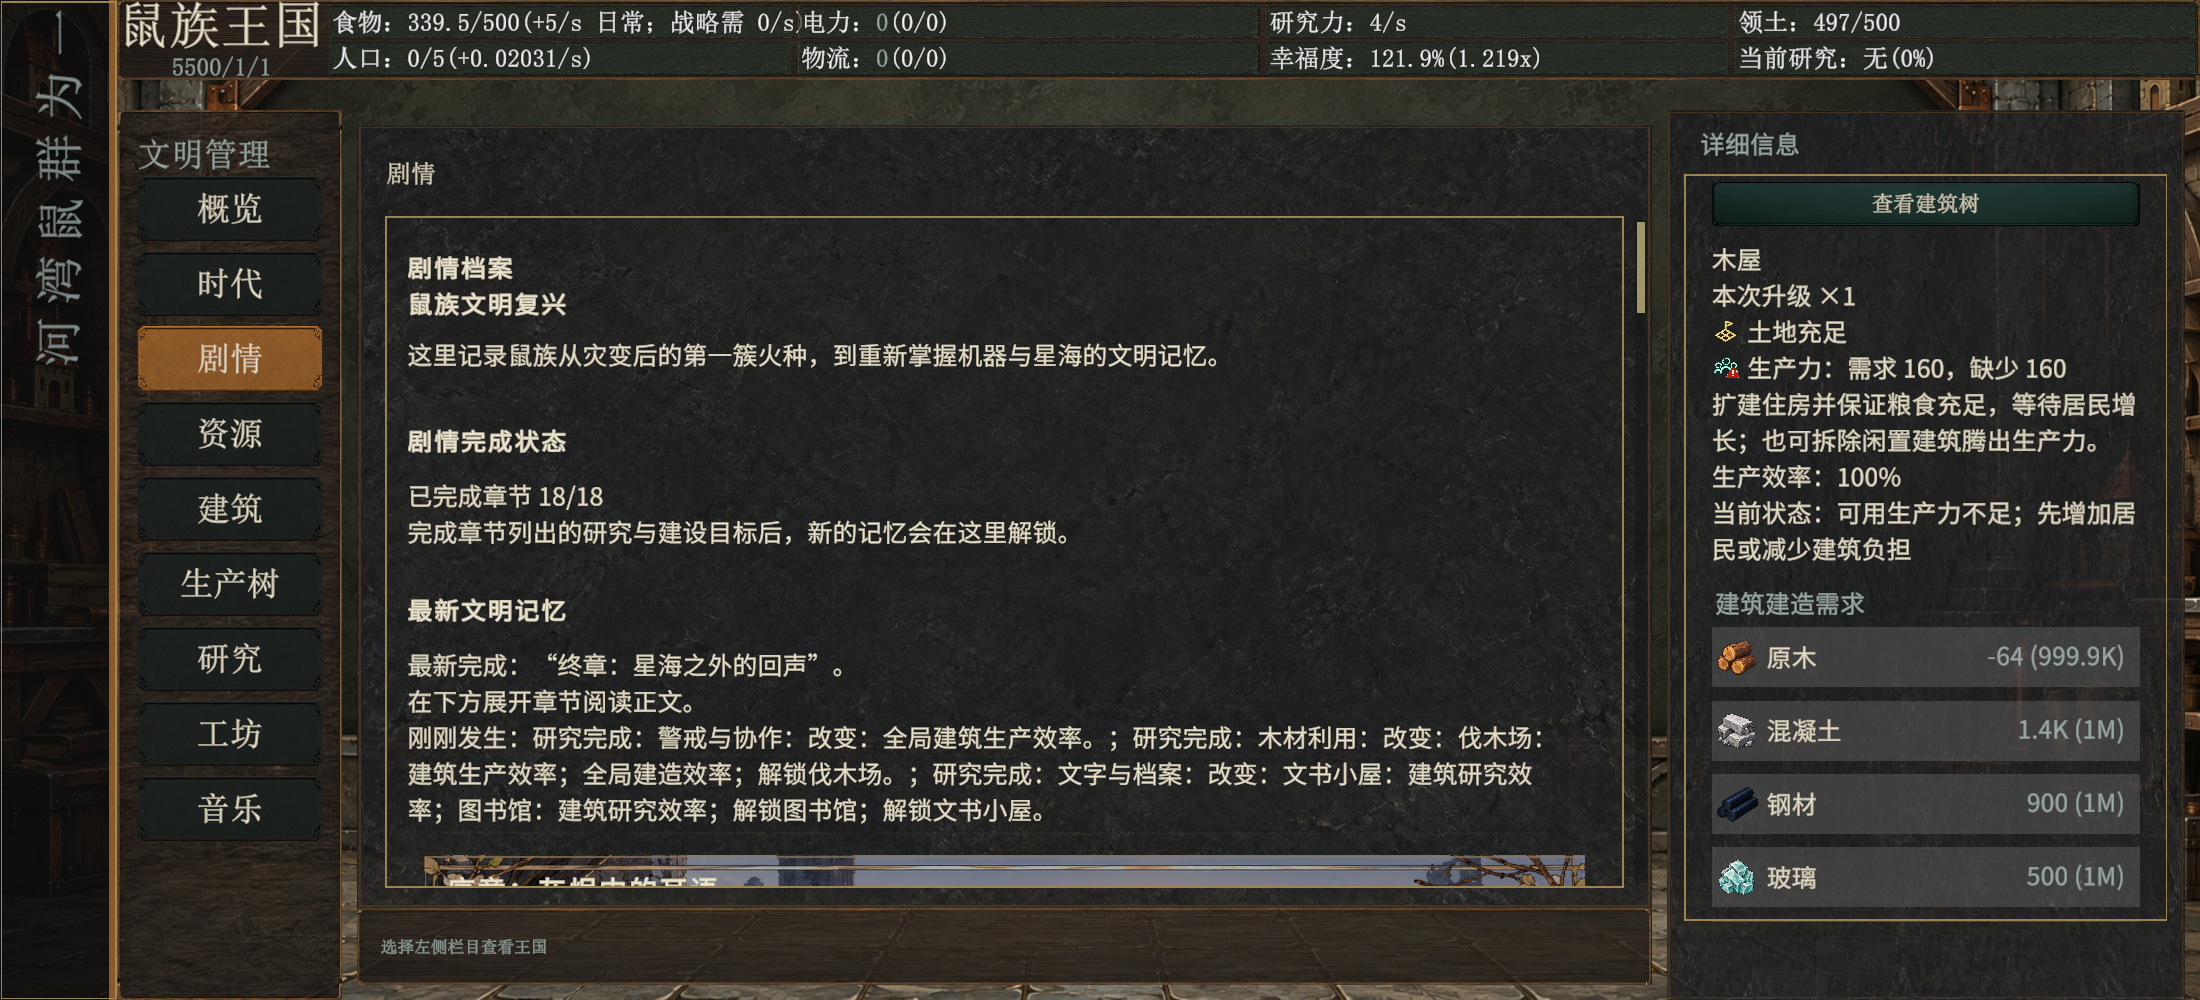 河湾鼠群为一
鼠族王国
5500/1/1
食物：339.5/500(+5/s 日常；战略需 0/s)
电力：0(0/0)
研究力：4/s
领土：497/500
人口：0/5(+0.02031/s)
物流：0(0/0)
幸福度：121.9%(1.219x)
当前研究：无(0%)
文明管理
概览
时代
剧情
资源
建筑
生产树
研究
工坊
音乐
剧情
剧情档案
鼠族文明复兴
这里记录鼠族从灾变后的第一簇火种，到重新掌握机器与星海的文明记忆。
剧情完成状态
已完成章节 18/18
完成章节列出的研究与建设目标后，新的记忆会在这里解锁。
最新文明记忆
最新完成：“终章：星海之外的回声”。
在下方展开章节阅读正文。
刚刚发生：研究完成：警戒与协作：改变：全局建筑生产效率。；研究完成：木材利用：改变：伐木场：
建筑生产效率；全局建造效率；解锁伐木场。；研究完成：文字与档案：改变：文书小屋：建筑研究效
率；图书馆：建筑研究效率；解锁图书馆；解锁文书小屋。
选择左侧栏目查看王国
详细信息
查看建筑树
木屋
本次升级 ×1
土地充足
生产力：需求 160，缺少 160
扩建住房并保证粮食充足，等待居民增
长；也可拆除闲置建筑腾出生产力。
生产效率：100%
当前状态：可用生产力不足；先增加居
民或减少建筑负担
建筑建造需求
原木 -64 (999.9K)
混凝土 1.4K (1M)
钢材 900 (1M)
玻璃 500 (1M)